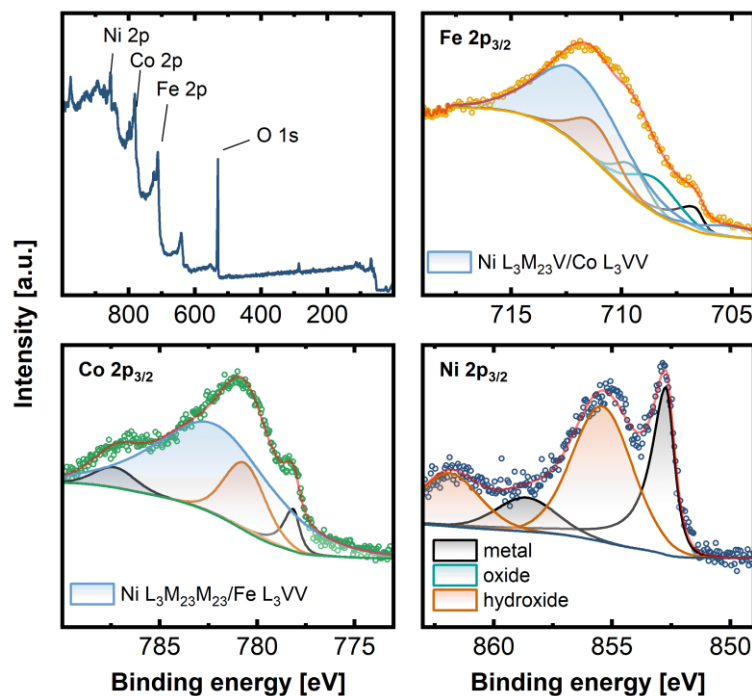 Intensity [a.u.]
Ni 2p
Co 2p
Fe 2p
O 1s
800 600 400 200
Fe 2p3/2
Ni L3M23V/Co L3VV
715 710 705
Co 2p3/2
Ni L3M23M23/Fe L3VV
785 780 775
Binding energy [eV]
Ni 2p3/2
metal
oxide
hydroxide
860 855 850
Binding energy [eV]